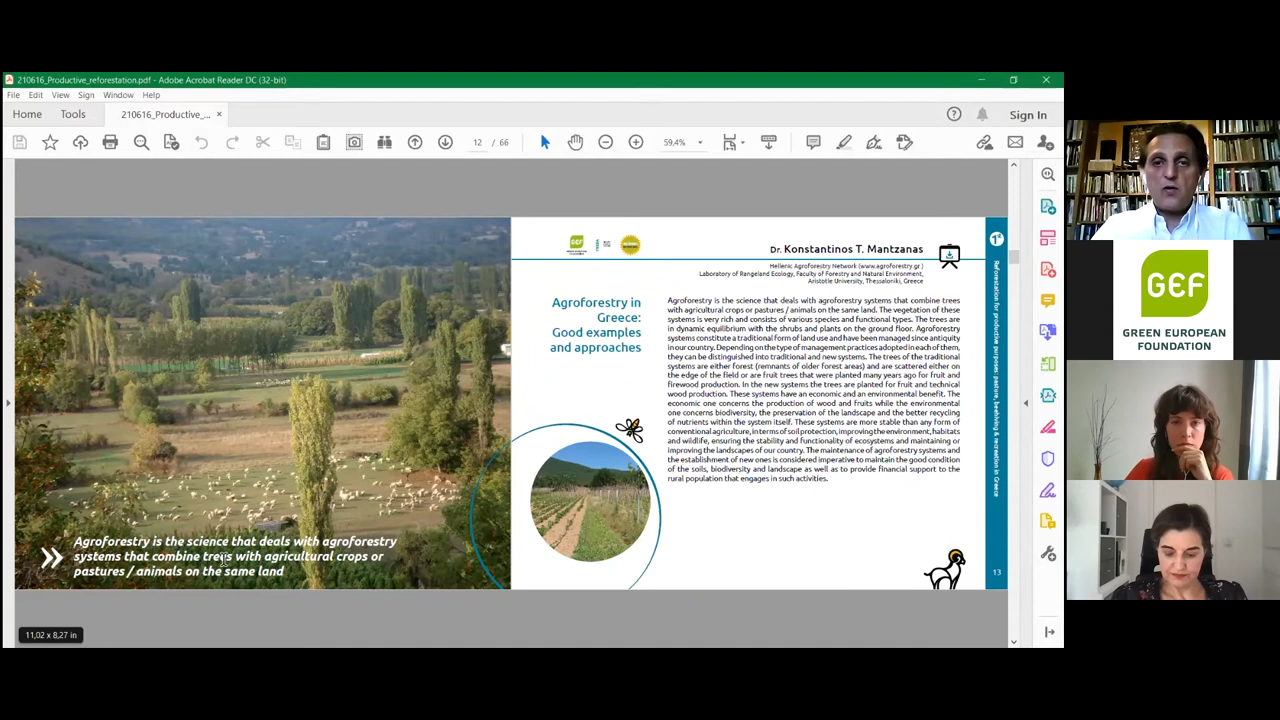 210616_Productive_reforestation.pdf - Adobe Acrobat Reader DC (32-bit)
File Edit View Sign Window Help
Home Tools 210616_Productive_... × Sign In
12 / 66 59,4%
Dr. Konstantinos T. Mantzanas
Hellenic Agroforestry Network (www.agroforestry.gr)
Laboratory of Rangeland Ecology, Faculty of Forestry and Natural Environment,
Aristotle University, Thessaloniki, Greece
Agroforestry in
Greece:
Good examples
and approaches
Agroforestry is the science that deals with agroforestry systems that combine trees
with agricultural crops or pastures / animals on the same land. The vegetation of these
systems is very rich and consists of various species and functional types. The trees are
in dynamic equilibrium with the shrubs and plants on the ground floor. Agroforestry
systems constitute a traditional form of land use and have been managed since antiquity
in our country. Depending on the type of management practices adopted in each of them,
they can be distinguished into traditional and new systems. The trees of the traditional
systems are either forest (remnants of older forest areas) and are scattered either on
the edge of the field or are fruit trees that were planted many years ago for fruit and
firewood production. In the new systems the trees are planted for fruit and technical
wood production. These systems have an economic and an environmental benefit. The
economic one concerns the production of wood and fruits while the environmental
one concerns biodiversity, the preservation of the landscape and the better recycling
of nutrients within the system itself. These systems are more stable than any form of
conventional agriculture, in terms of soil protection, improving the environment, habitats
and wildlife, ensuring the stability and functionality of ecosystems and maintaining or
improving the landscapes of our country. The maintenance of agroforestry systems and
the establishment of new ones is considered imperative to maintain the good condition
of the soils, biodiversity and landscape as well as to provide financial support to the
rural population that engages in such activities.
Agroforestry is the science that deals with agroforestry
systems that combine trees with agricultural crops or
pastures / animals on the same land
1st
Reforestation for productive purposes: pasture, beehiving & recreation in Greece
13
11,02 x 8,27 in
GEF
GREEN EUROPEAN
FOUNDATION